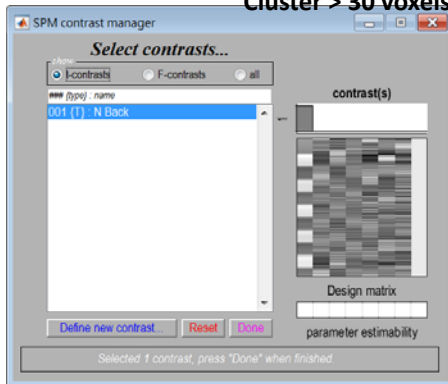 Cluster > 30 voxels
SPM contrast manager
Select contrasts...
show
t-contrasts F-contrasts all
### {type} : name
001 {T} : N Back
contrast(s)
Design matrix
Define new contrast... Reset Done
parameter estimability
Selected 1 contrast, press "Done" when finished.